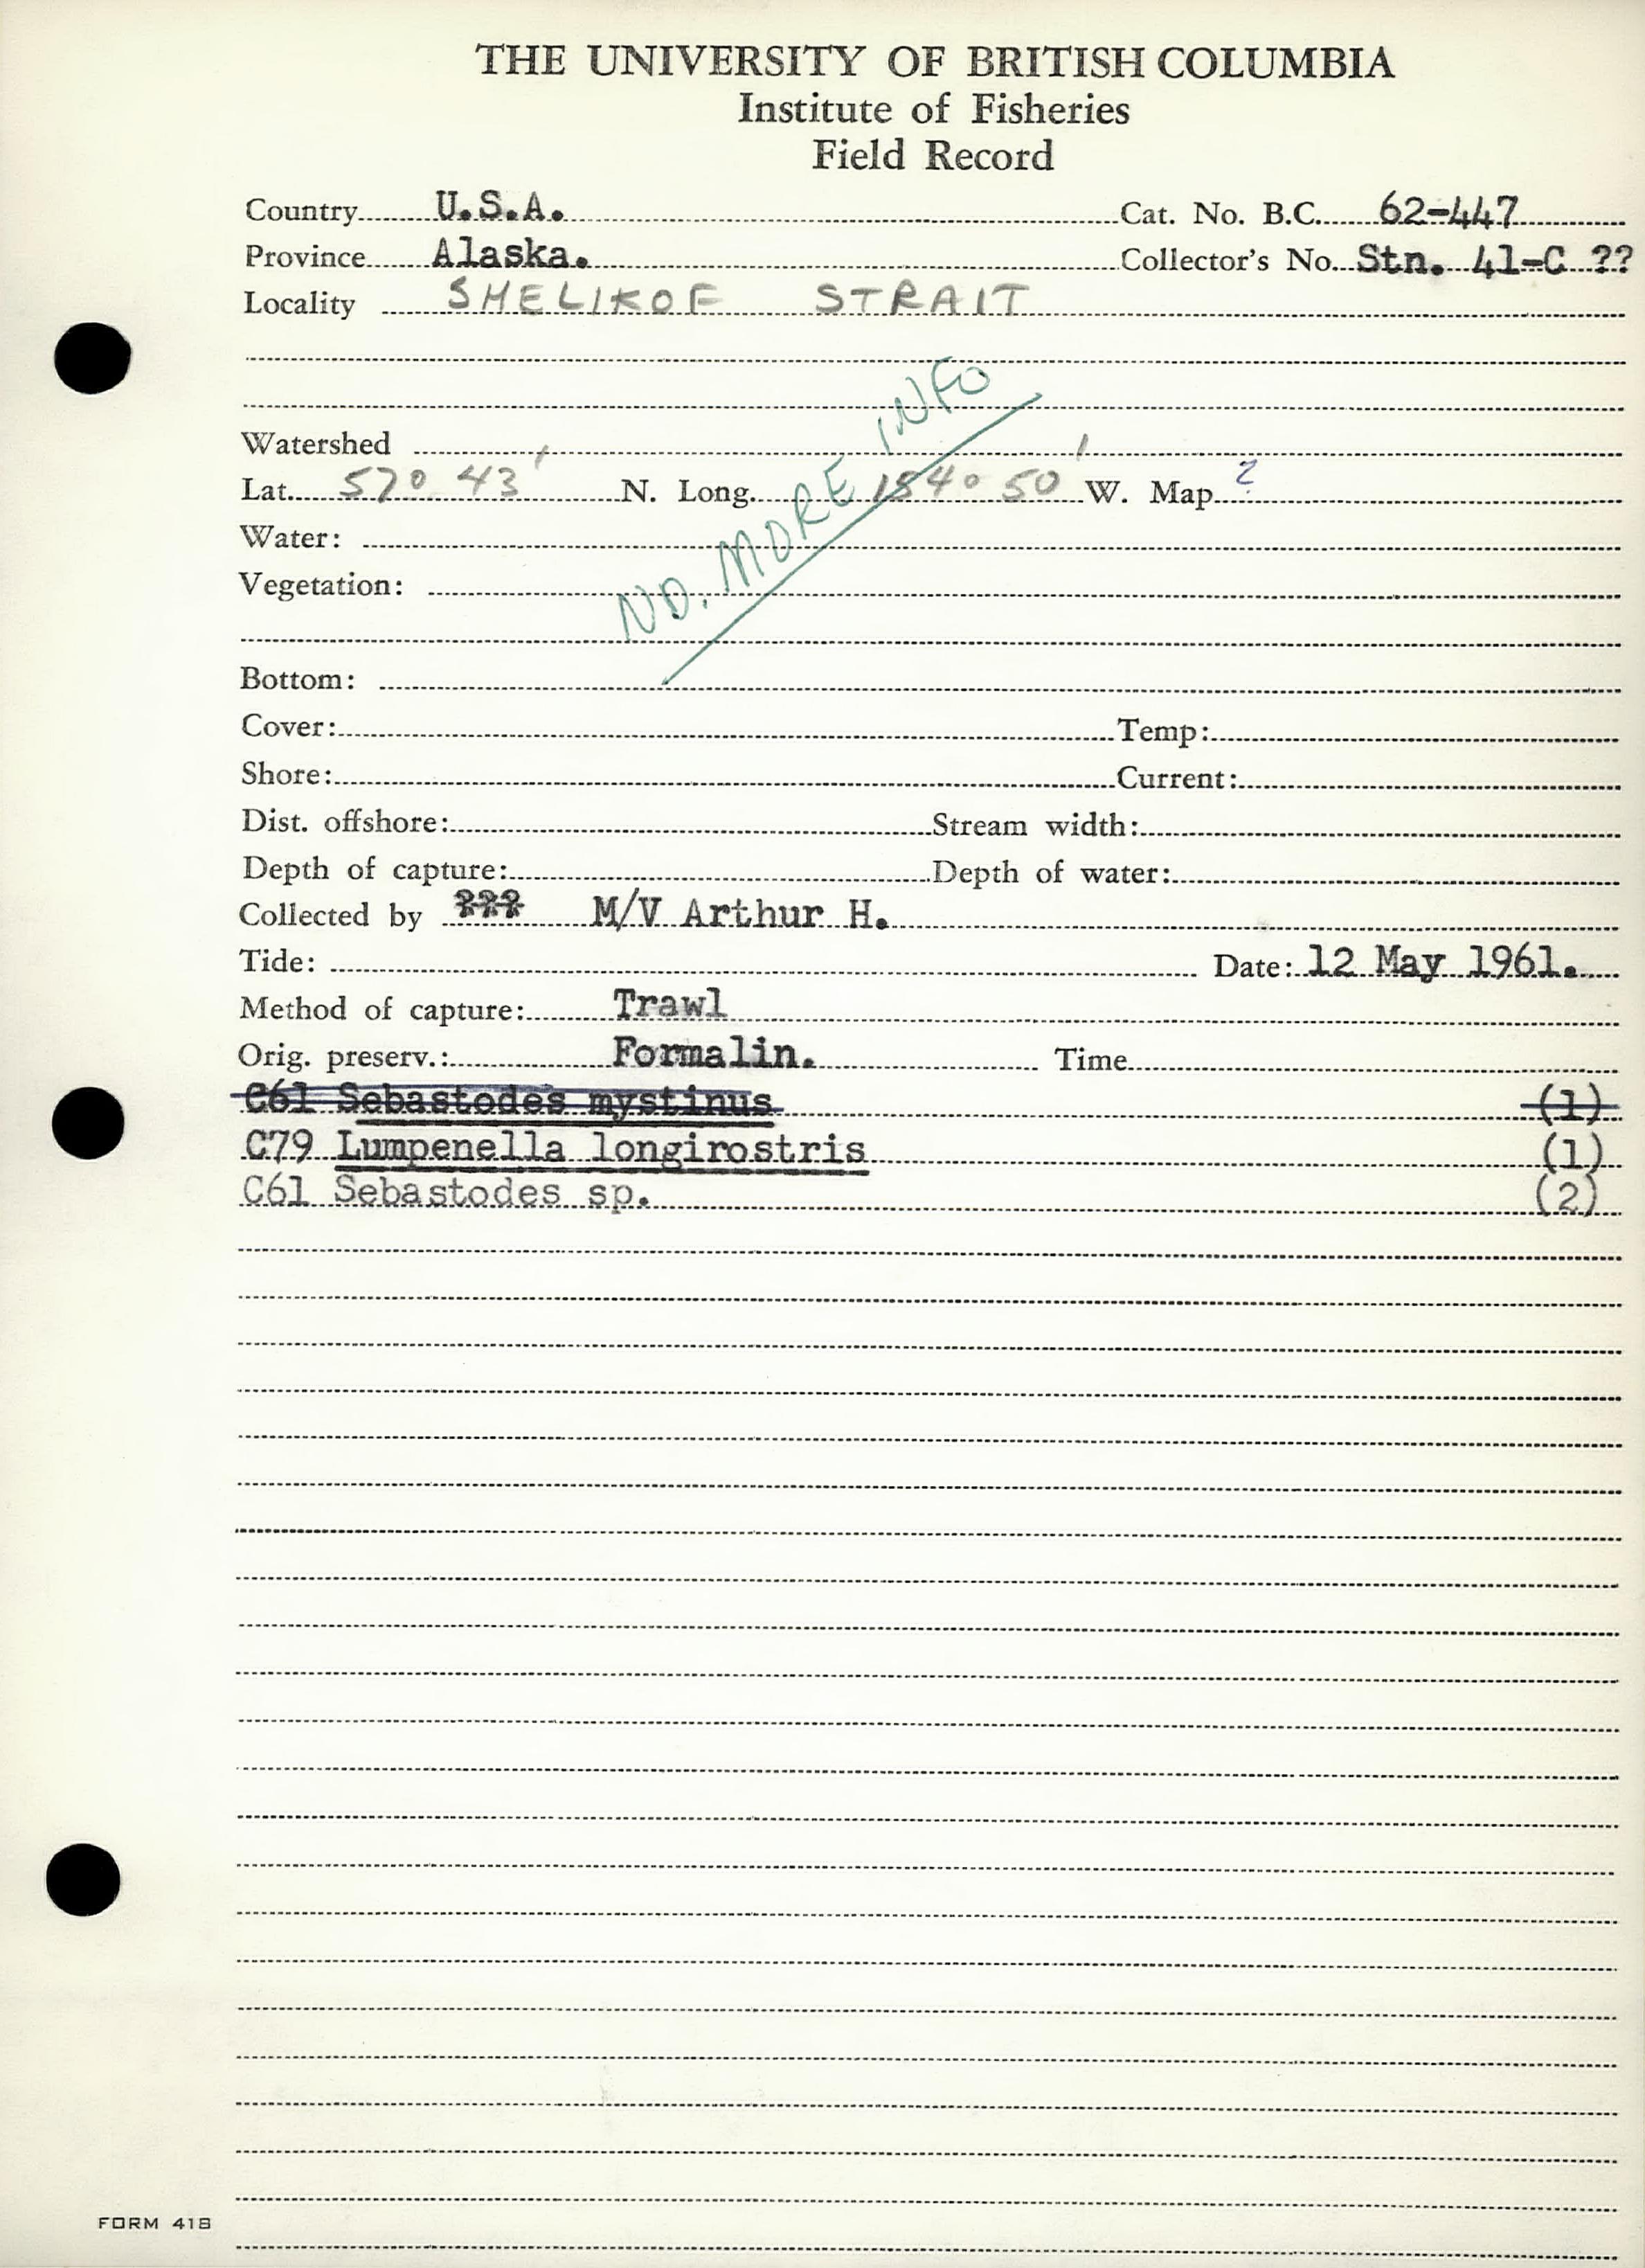 THE UNIVERSITY OF BRITISH COLUMBIA
Institute of Fisheries
Field Record
Country U.S.A. Cat. No. B.C. 62-447
Province Alaska. Collector's No. Stn. 41-C ??
Locality SHELIKOF STRAIT
NO. MORE INFO
Watershed
Lat. 57° 43' N. Long. 154° 50' W. Map ?
Water:
Vegetation:
Bottom:
Cover: Temp:
Shore: Current:
Dist. offshore: Stream width:
Depth of capture: Depth of water:
Collected by ??? M/V Arthur H.
Tide: Date: 12 May 1961.
Method of capture: Trawl
Orig. preserv.: Formalin. Time
C61 Sebastodes mystinus (1)
C79 Lumpenella longirostris (1)
C61 Sebastodes sp. (2)
FORM 41B